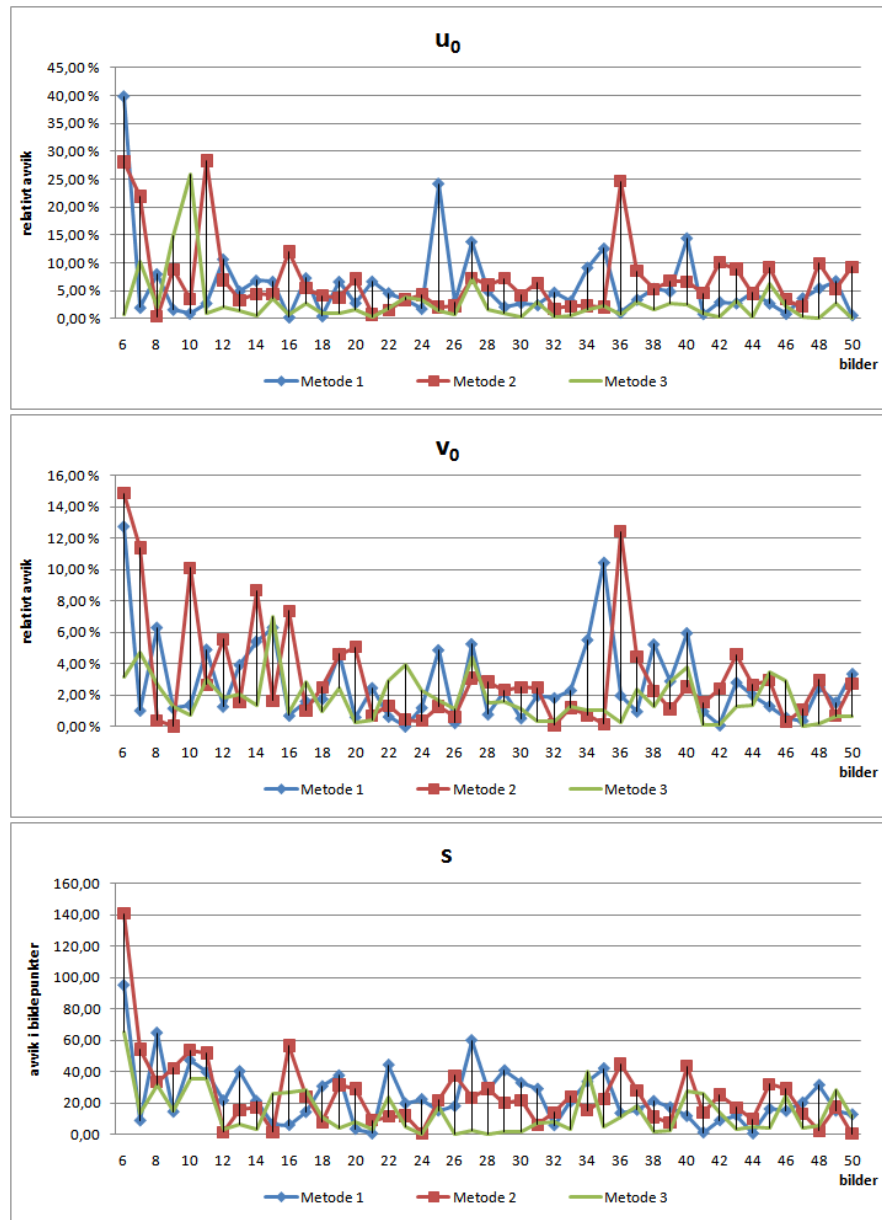 u0
45,00 %
40,00 %
35,00 %
30,00 %
25,00 %
20,00 %
15,00 %
10,00 %
5,00 %
0,00 %
relativt avvik
6 8 10 12 14 16 18 20 22 24 26 28 30 32 34 36 38 40 42 44 46 48 50
bilder
Metode 1 Metode 2 Metode 3
v0
16,00 %
14,00 %
12,00 %
10,00 %
8,00 %
6,00 %
4,00 %
2,00 %
0,00 %
relativt avvik
6 8 10 12 14 16 18 20 22 24 26 28 30 32 34 36 38 40 42 44 46 48 50
bilder
Metode 1 Metode 2 Metode 3
s
160,00
140,00
120,00
100,00
80,00
60,00
40,00
20,00
0,00
avvik i bildepunkter
6 8 10 12 14 16 18 20 22 24 26 28 30 32 34 36 38 40 42 44 46 48 50
bilder
Metode 1 Metode 2 Metode 3